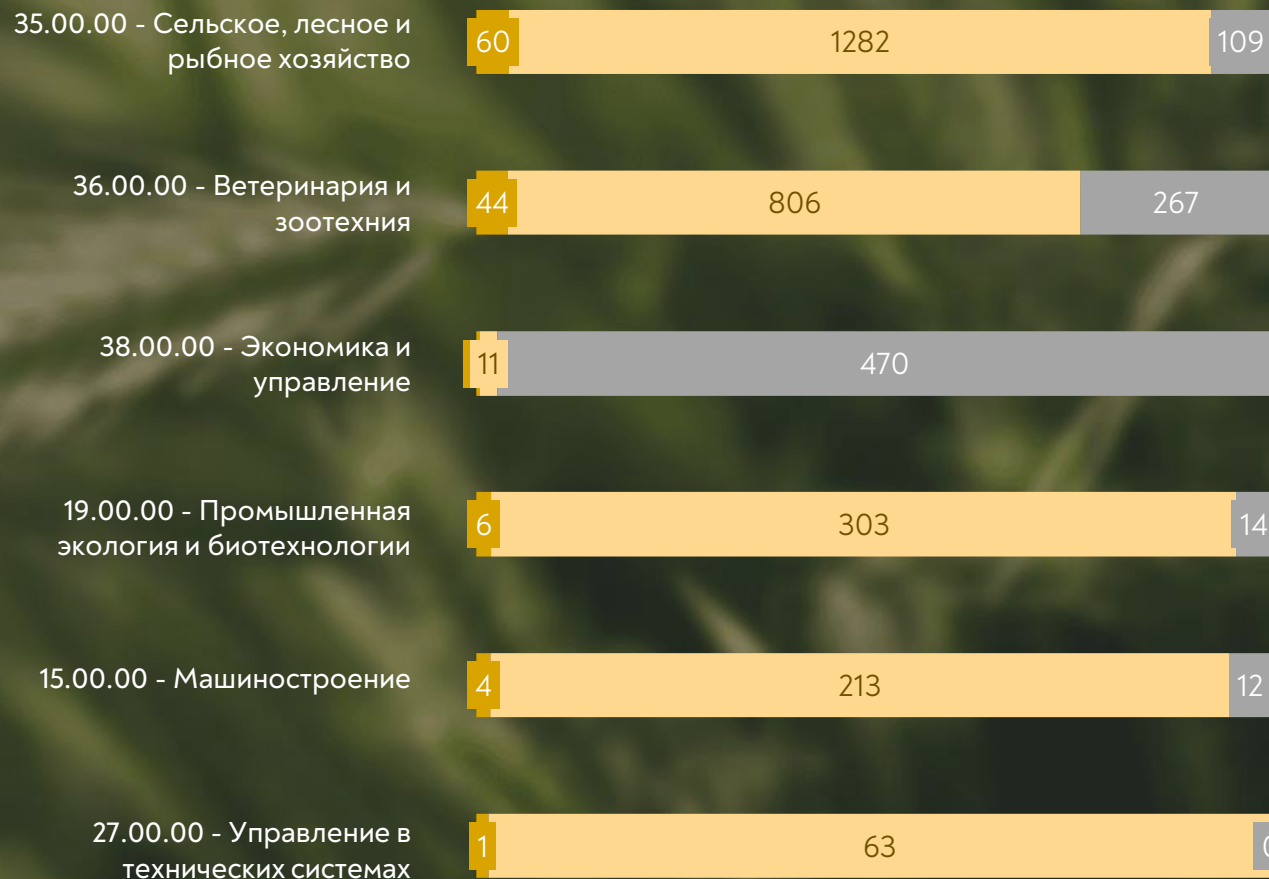 35.00.00 - Сельское, лесное и
рыбное хозяйство
60 1282 109
36.00.00 - Ветеринария и
зоотехния
44 806 267
38.00.00 - Экономика и
управление
11 470
19.00.00 - Промышленная
экология и биотехнологии
6 303 14
15.00.00 - Машиностроение
4 213 12
27.00.00 - Управление в
технических системах
1 63